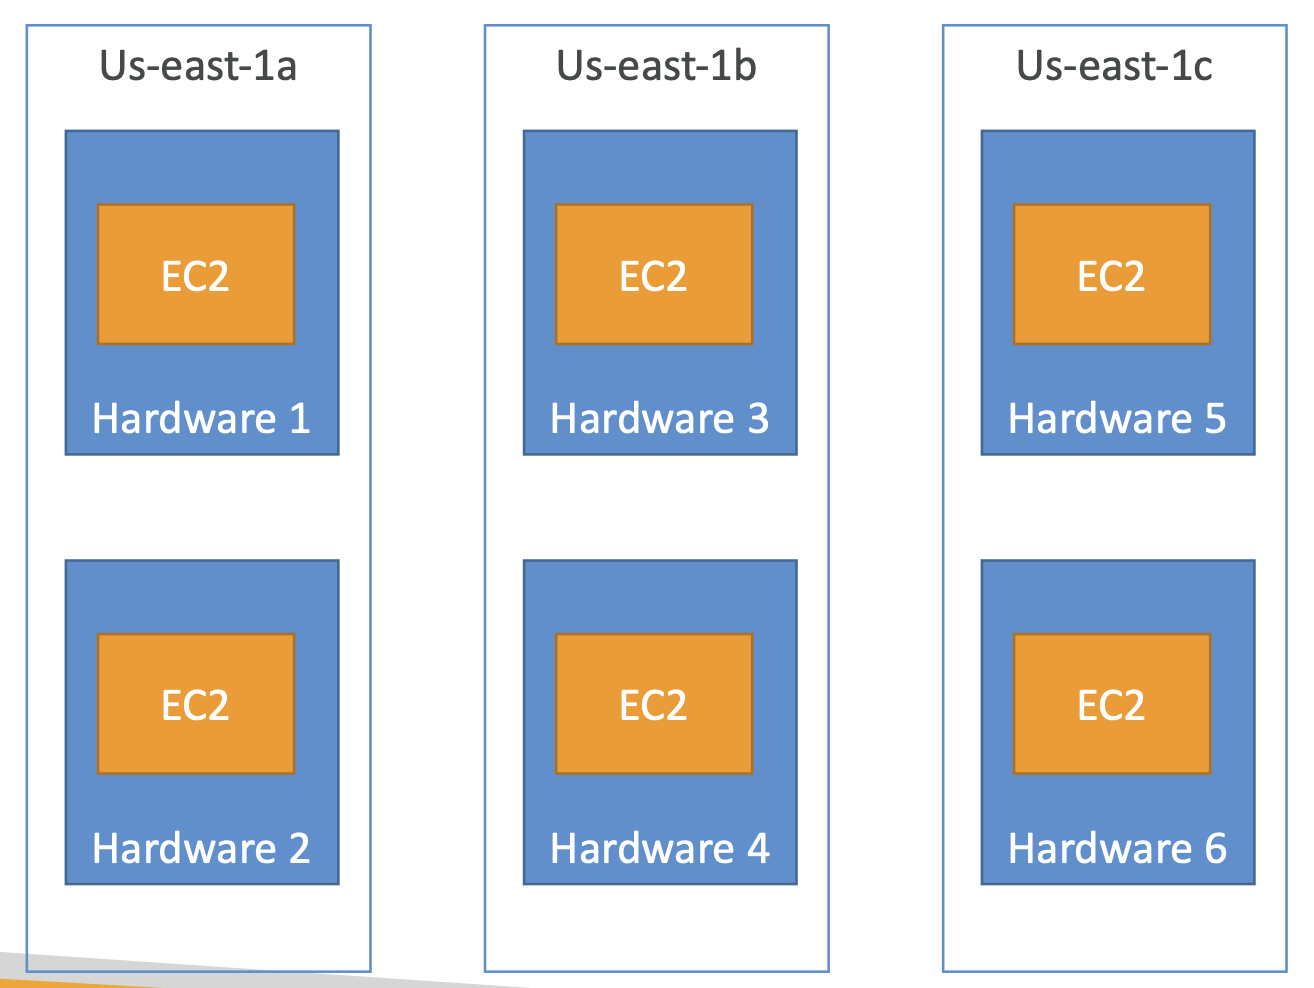 Us-east-1a
EC2
Hardware 1
EC2
Hardware 2
Us-east-1b
EC2
Hardware 3
EC2
Hardware 4
Us-east-1c
EC2
Hardware 5
EC2
Hardware 6